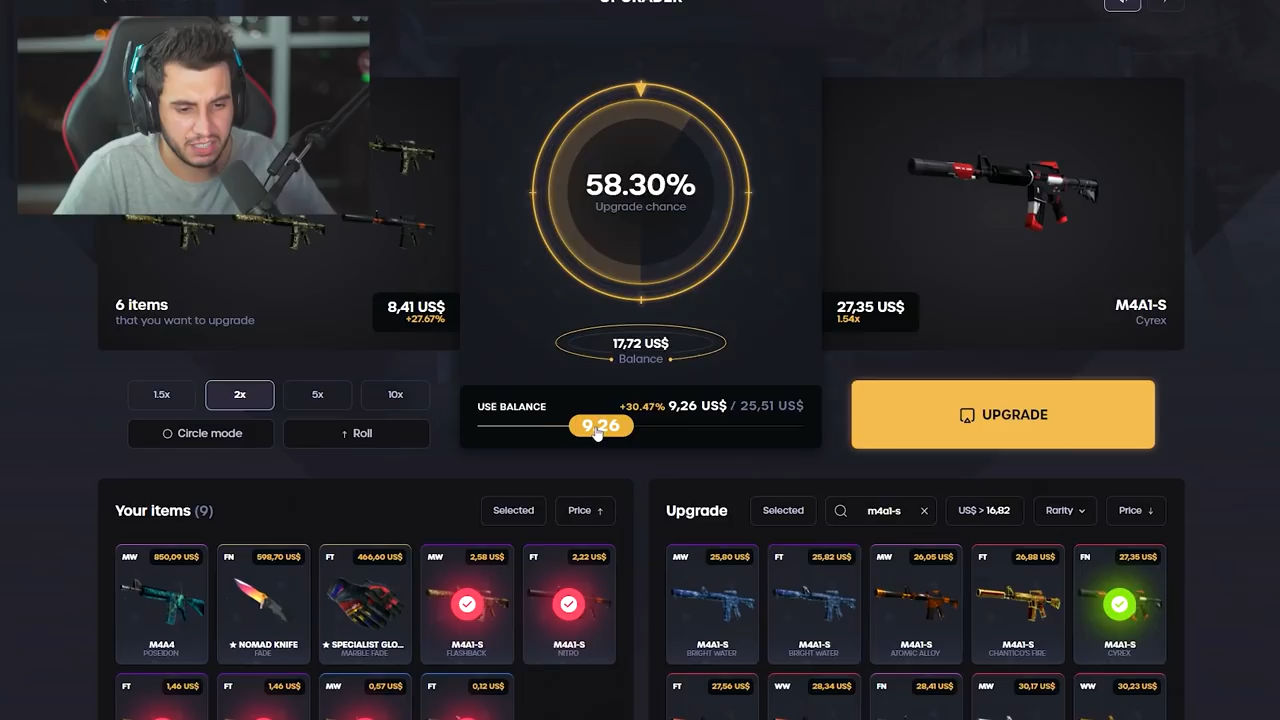 UPGRADER
58.30%
Upgrade chance
6 items
that you want to upgrade
8,41 US$
+27.67%
27,35 US$
1.54x
M4A1-S
Cyrex
17,72 US$
Balance
1.5x
2x
5x
10x
Circle mode
↑ Roll
USE BALANCE
+30.47% 9,26 US$ / 25,51 US$
9.26
UPGRADE
Your items (9)
Selected
Price ↑
MW 850,09 US$
M4A4
POSEIDON
FN 598,70 US$
★ NOMAD KNIFE
FADE
FT 466,60 US$
★ SPECIALIST GLO...
MARBLE FADE
MW 2,58 US$
M4A1-S
FLASHBACK
FT 2,22 US$
M4A1-S
NITRO
FT 1,46 US$
FT 1,46 US$
MW 0,57 US$
FT 0,12 US$
Upgrade
Selected
m4a1-s
US$ > 16,82
Rarity
Price ↓
MW 25,80 US$
M4A1-S
BRIGHT WATER
FT 25,82 US$
M4A1-S
BRIGHT WATER
MW 26,05 US$
M4A1-S
ATOMIC ALLOY
FT 26,88 US$
M4A1-S
CHANTICO'S FIRE
FN 27,35 US$
M4A1-S
CYREX
FT 27,56 US$
WW 28,34 US$
FN 28,41 US$
MW 30,17 US$
WW 30,23 US$